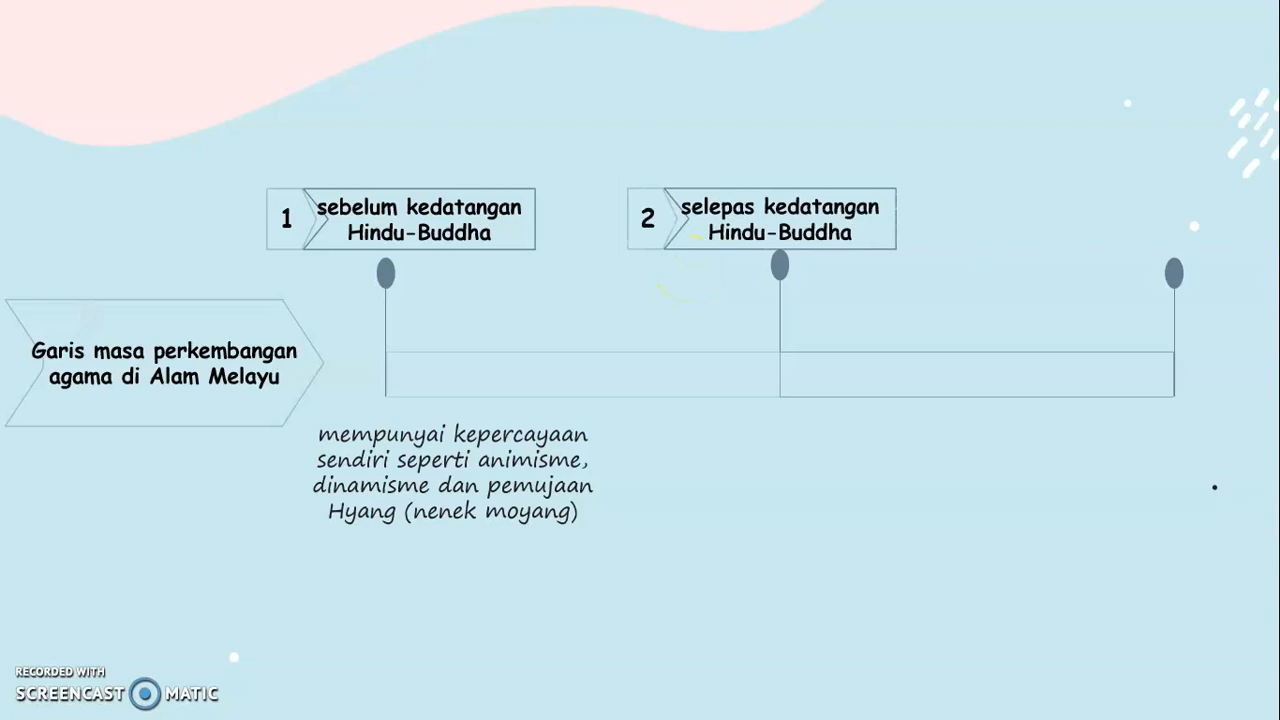 1
sebelum kedatangan
Hindu-Buddha
2
selepas kedatangan
Hindu-Buddha
Garis masa perkembangan
agama di Alam Melayu
mempunyai kepercayaan
sendiri seperti animisme,
dinamisme dan pemujaan
Hyang (nenek moyang)
RECORDED WITH
SCREENCAST MATIC